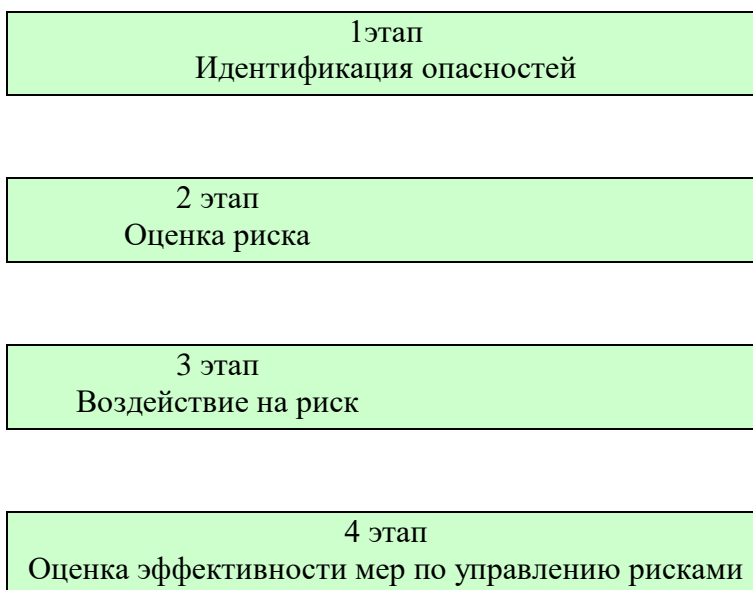 1этап
Идентификация опасностей
2 этап
Оценка риска
3 этап
Воздействие на риск
4 этап
Оценка эффективности мер по управлению рисками